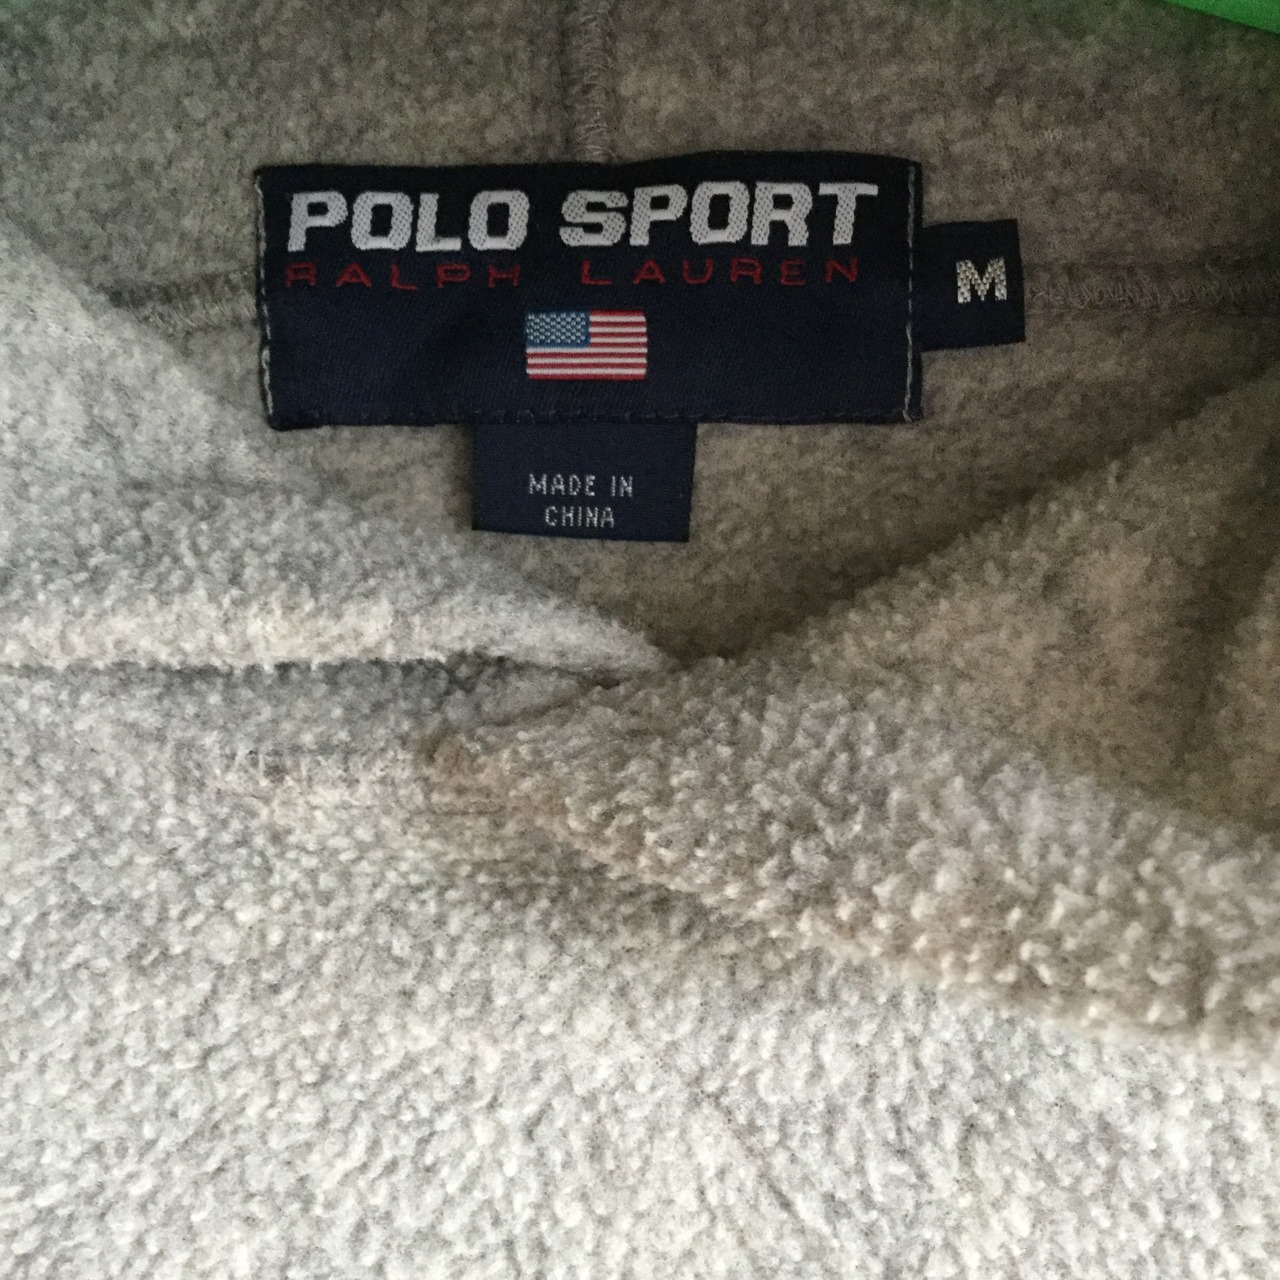 POLO SPORT
RALPH LAUREN
M
MADE IN
CHINA